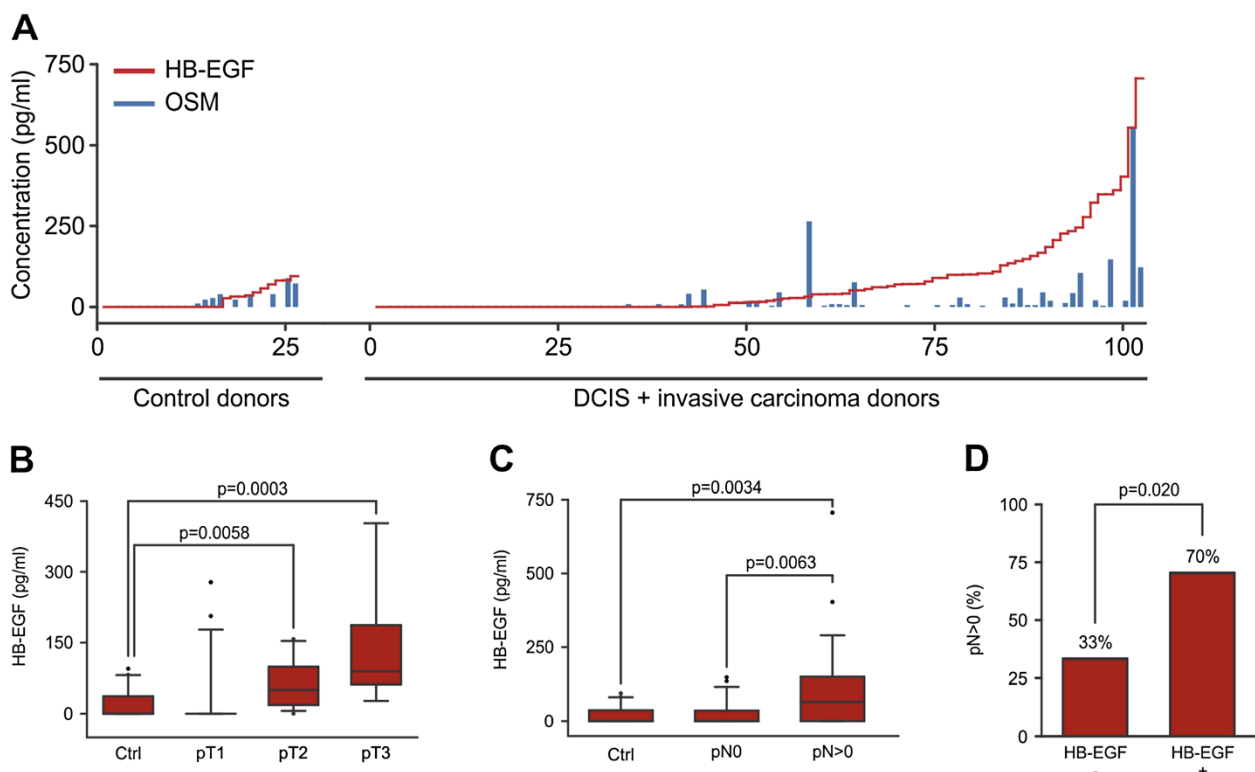 A
Concentration (pg/ml)
750
500
250
0
HB-EGF
OSM
0 25 0 25 50 75 100
Control donors DCIS + invasive carcinoma donors
B
HB-EGF (pg/ml)
450
300
150
0
p=0.0003
p=0.0058
Ctrl pT1 pT2 pT3
C
HB-EGF (pg/ml)
750
500
250
0
p=0.0034
p=0.0063
Ctrl pN0 pN>0
D
pN>0 (%)
100
75
50
25
0
p=0.020
33%
70%
HB-EGF HB-EGF
- +